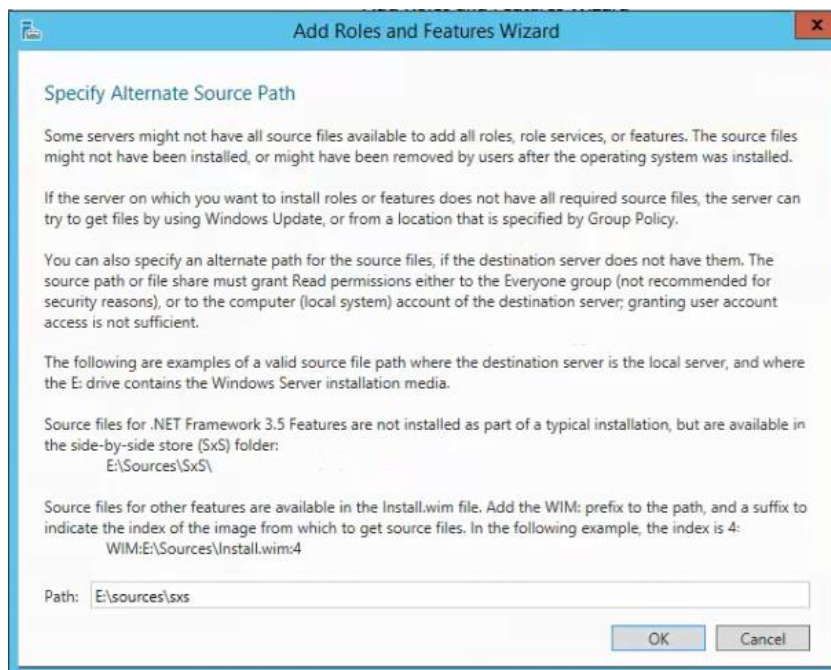 Add Roles and Features Wizard
Add Roles and Features Wizard
x
Specify Alternate Source Path
Some servers might not have all source files available to add all roles, role services, or features. The source files
might not have been installed, or might have been removed by users after the operating system was installed.
If the server on which you want to install roles or features does not have all required source files, the server can
try to get files by using Windows Update, or from a location that is specified by Group Policy.
You can also specify an alternate path for the source files, if the destination server does not have them. The
source path or file share must grant Read permissions either to the Everyone group (not recommended for
security reasons), or to the computer (local system) account of the destination server; granting user account
access is not sufficient.
The following are examples of a valid source file path where the destination server is the local server, and where
the E: drive contains the Windows Server installation media.
Source files for .NET Framework 3.5 Features are not installed as part of a typical installation, but are available in
the side-by-side store (SxS) folder:
E:\Sources\SxS\
Source files for other features are available in the Install.wim file. Add the WIM: prefix to the path, and a suffix to
indicate the index of the image from which to get source files. In the following example, the index is 4:
WIM:E:\Sources\Install.wim:4
Path: E:\sources\sxs
OK Cancel